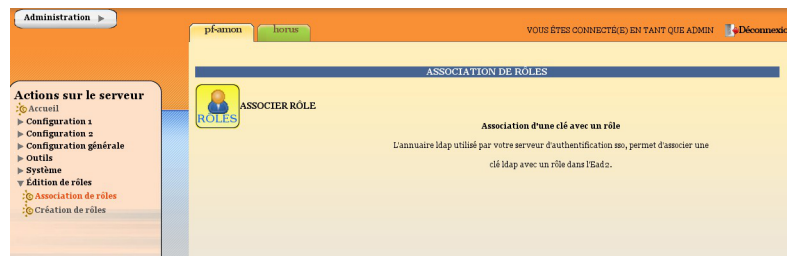 Administration
pf-amon
horus
VOUS ÊTES CONNECTÉ(E) EN TANT QUE ADMIN
Déconnexio
ASSOCIATION DE RÔLES
Actions sur le serveur
Accueil
Configuration 1
Configuration 2
Configuration générale
Outils
Système
Édition de rôles
Association de rôles
Création de rôles
ROLES
ASSOCIER RÔLE
Association d'une clé avec un rôle
L'annuaire ldap utilisé par votre serveur d'authentification sso, permet d'associer une
clé ldap avec un rôle dans l'Ead2.